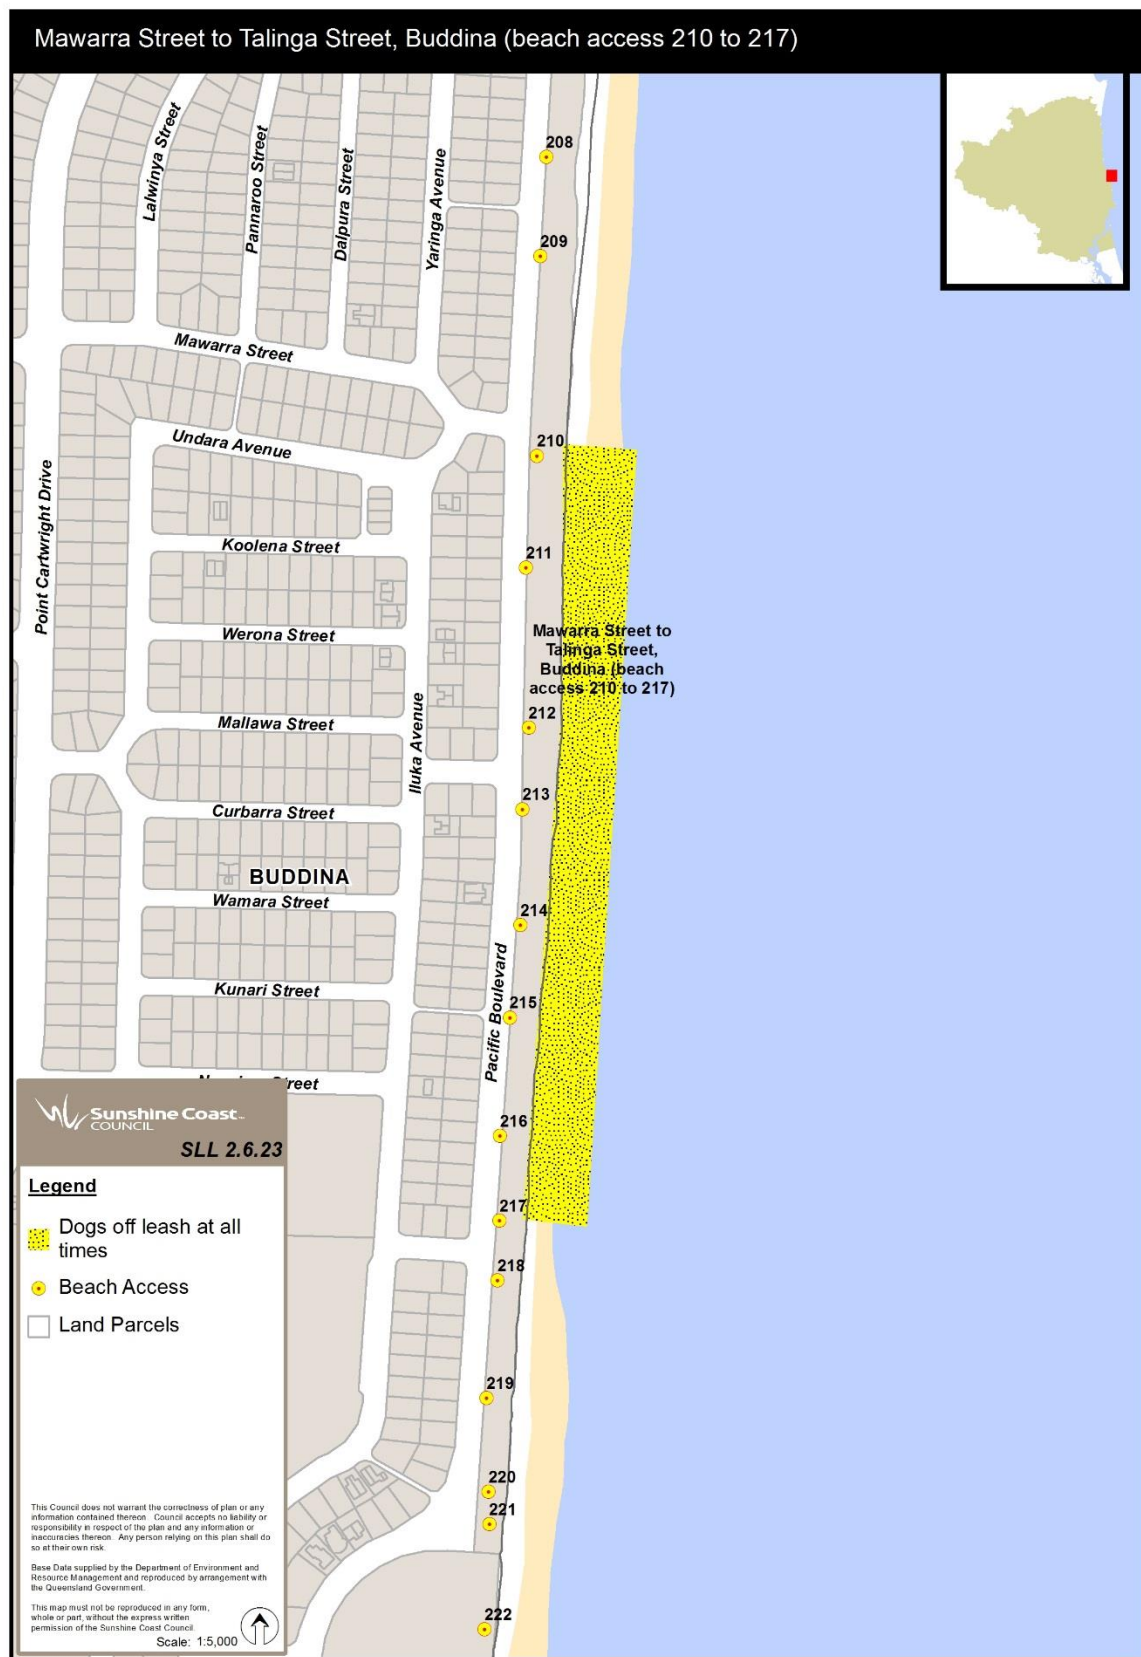 Mawarra Street to Talinga Street, Buddina (beach access 210 to 217)
208
Lalwinya Street
Pannaroo Street
Dalpura Street
Yaringa Avenue
209
Mawarra Street
210
Undara Avenue
Point Cartwright Drive
Koolena Street
211
Werona Street
Mawarra Street to
Talinga Street,
Buddina (beach
access 210 to 217)
Mallawa Street
212
Iluka Avenue
Curbarra Street
213
BUDDINA
Wamara Street
214
Kunari Street
Pacific Boulevard
215
Street
216
217
218
219
220
221
222
Sunshine Coast
COUNCIL
SLL 2.6.23
Legend
Dogs off leash at all
times
Beach Access
Land Parcels
This Council does not warrant the correctness of plan or any
information contained thereon. Council accepts no liability or
responsibility in respect of the plan and any information or
inaccuracies thereon. Any person relying on this plan shall do
so at their own risk.
Base Data supplied by the Department of Environment and
Resource Management and reproduced by arrangement with
the Queensland Government.
This map must not be reproduced in any form,
whole or part, without the express written
permission of the Sunshine Coast Council.
Scale: 1:5,000